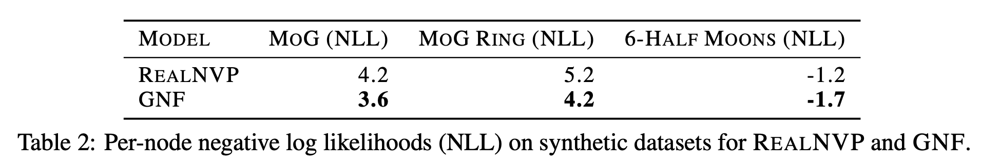 MODEL MOG (NLL) MOG RING (NLL) 6-HALF MOONS (NLL)
REALNVP 4.2 5.2 -1.2
GNF 3.6 4.2 -1.7
Table 2: Per-node negative log likelihoods (NLL) on synthetic datasets for REALNVP and GNF.